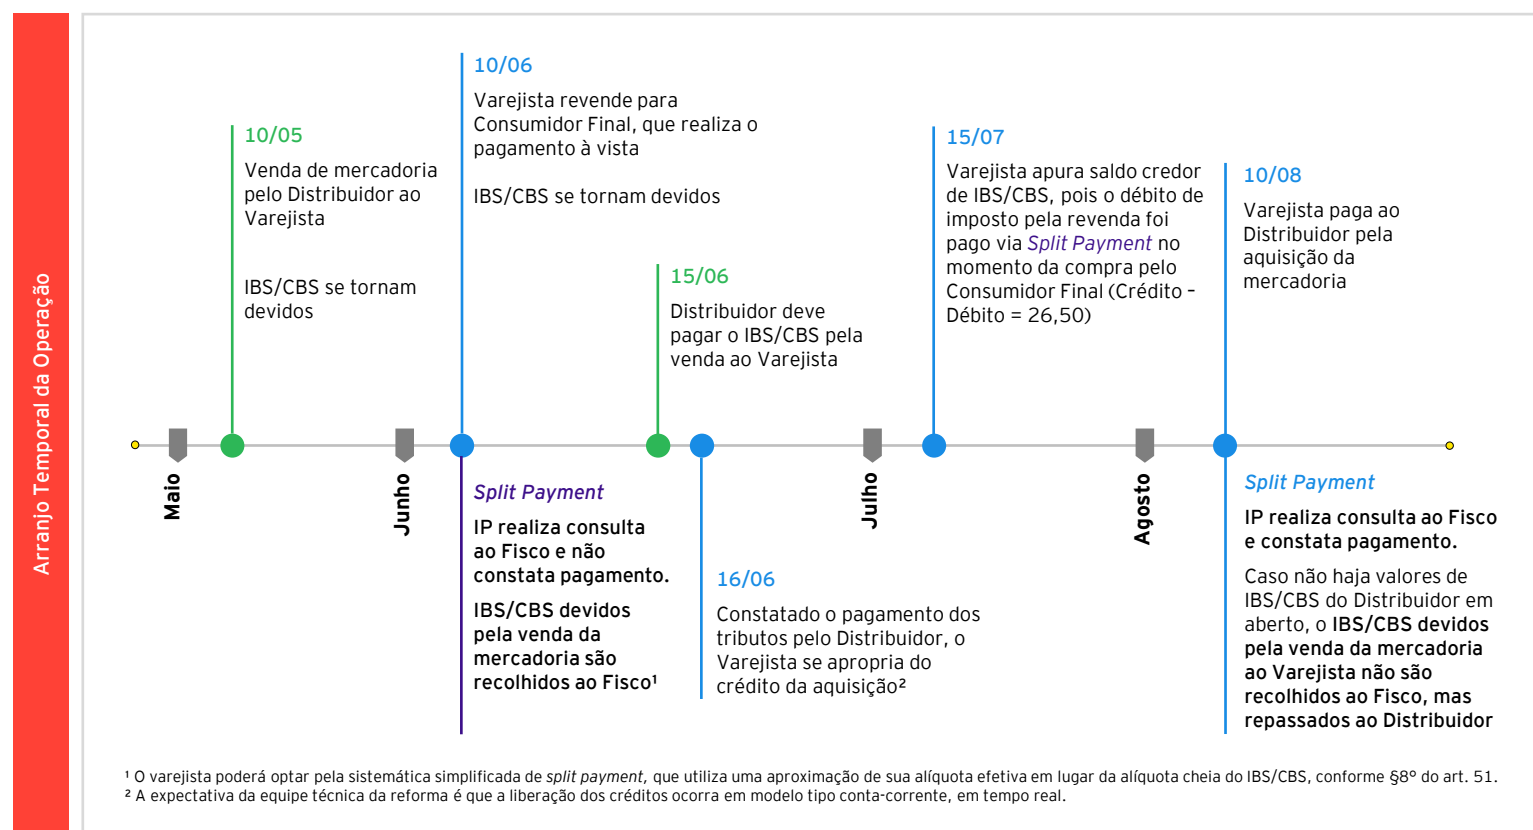 Arranjo Temporal da Operação
10/05
Venda de mercadoria
pelo Distribuidor ao
Varejista
IBS/CBS se tornam
devidos
10/06
Varejista revende para
Consumidor Final, que realiza o
pagamento à vista
IBS/CBS se tornam devidos
15/06
Distribuidor deve
pagar o IBS/CBS pela
venda ao Varejista
15/07
Varejista apura saldo credor
de IBS/CBS, pois o débito de
imposto pela revenda foi
pago via Split Payment no
momento da compra pelo
Consumidor Final (Crédito –
Débito = 26,50)
10/08
Varejista paga ao
Distribuidor pela
aquisição da
mercadoria
Maio
Junho
Julho
Agosto
Split Payment
IP realiza consulta
ao Fisco e não
constata pagamento.
IBS/CBS devidos
pela venda da
mercadoria são
recolhidos ao Fisco¹
16/06
Constatado o pagamento dos
tributos pelo Distribuidor, o
Varejista se apropria do
crédito da aquisição²
Split Payment
IP realiza consulta ao Fisco
e constata pagamento.
Caso não haja valores de
IBS/CBS do Distribuidor em
aberto, o IBS/CBS devidos
pela venda da mercadoria
ao Varejista não são
recolhidos ao Fisco, mas
repassados ao Distribuidor
¹ O varejista poderá optar pela sistemática simplificada de split payment, que utiliza uma aproximação de sua alíquota efetiva em lugar da alíquota cheia do IBS/CBS, conforme §8º do art. 51.
² A expectativa da equipe técnica da reforma é que a liberação dos créditos ocorra em modelo tipo conta-corrente, em tempo real.